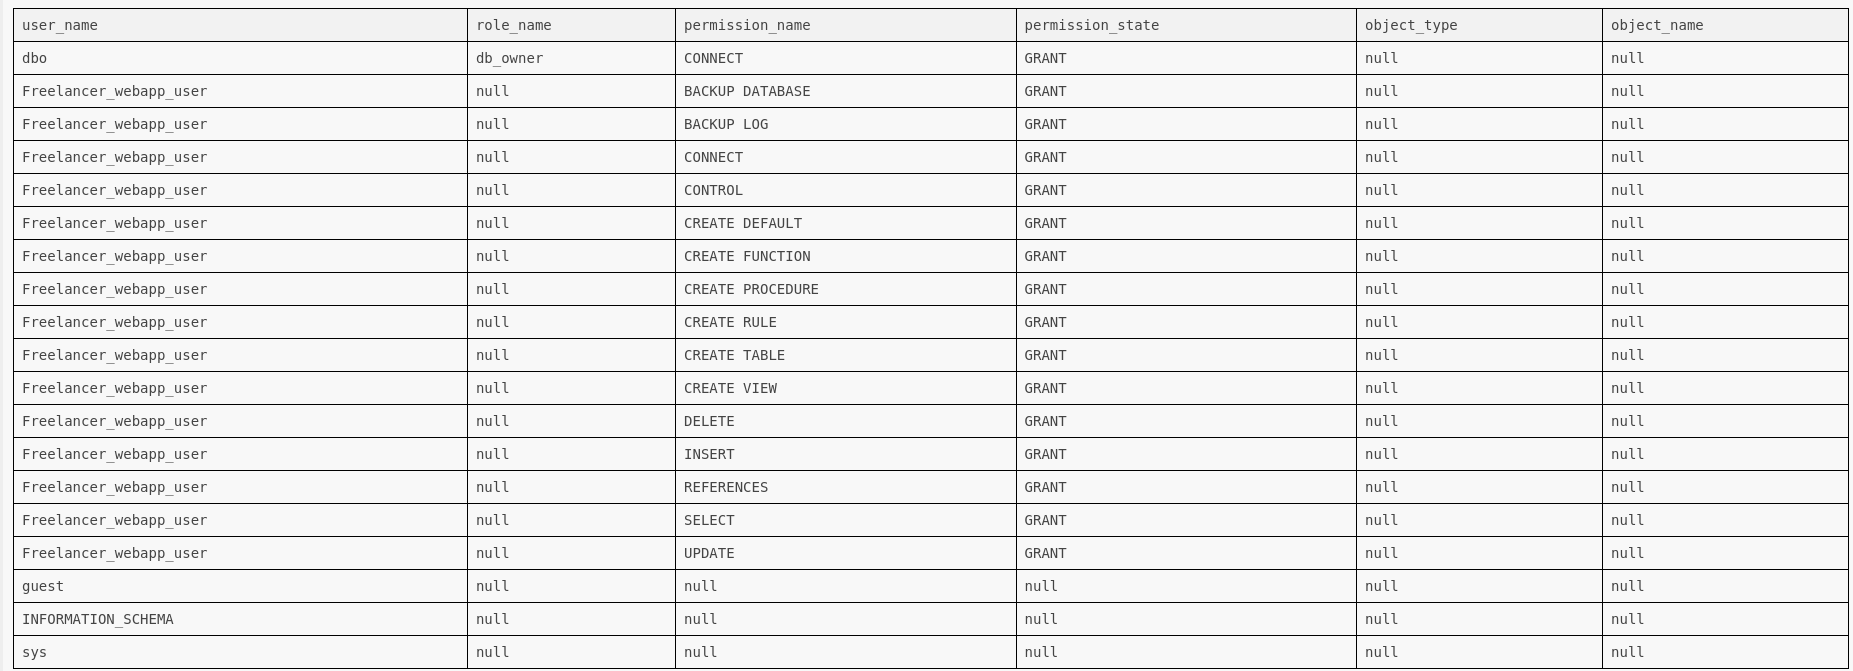 user_name role_name permission_name permission_state object_type object_name
dbo db_owner CONNECT GRANT null null
Freelancer_webapp_user null BACKUP DATABASE GRANT null null
Freelancer_webapp_user null BACKUP LOG GRANT null null
Freelancer_webapp_user null CONNECT GRANT null null
Freelancer_webapp_user null CONTROL GRANT null null
Freelancer_webapp_user null CREATE DEFAULT GRANT null null
Freelancer_webapp_user null CREATE FUNCTION GRANT null null
Freelancer_webapp_user null CREATE PROCEDURE GRANT null null
Freelancer_webapp_user null CREATE RULE GRANT null null
Freelancer_webapp_user null CREATE TABLE GRANT null null
Freelancer_webapp_user null CREATE VIEW GRANT null null
Freelancer_webapp_user null DELETE GRANT null null
Freelancer_webapp_user null INSERT GRANT null null
Freelancer_webapp_user null REFERENCES GRANT null null
Freelancer_webapp_user null SELECT GRANT null null
Freelancer_webapp_user null UPDATE GRANT null null
guest null null null null null
INFORMATION_SCHEMA null null null null null
sys null null null null null